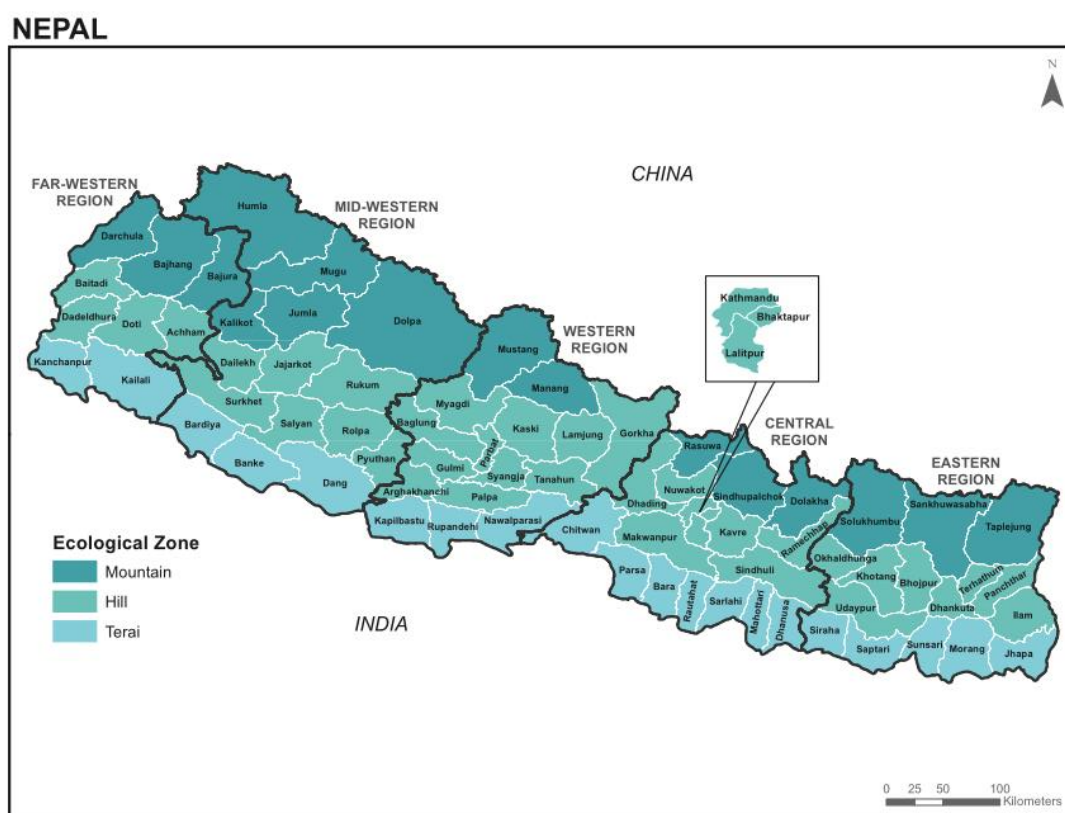 NEPAL
N
CHINA
FAR-WESTERN
REGION
MID-WESTERN
REGION
WESTERN
REGION
CENTRAL
REGION
EASTERN
REGION
Humla
Darchula
Bajhang
Bajura
Mugu
Baitadi
Dadeldhura
Doti
Achham
Kalikot
Jumla
Dolpa
Kanchanpur
Kailali
Dailekh
Jajarkot
Rukum
Surkhet
Salyan
Rolpa
Bardiya
Banke
Pyuthan
Dang
Mustang
Manang
Myagdi
Baglung
Kaski
Lamjung
Gorkha
Parbat
Gulmi
Syangja
Tanahun
Arghakhanchi
Palpa
Kapilbastu
Rupandehi
Nawalparasi
Kathmandu
Bhaktapur
Lalitpur
Rasuwa
Nuwakot
Sindhupalchok
Dolakha
Dhading
Chitwan
Makwanpur
Kavre
Ramechhap
Sindhuli
Parsa
Bara
Rautahat
Sarlahi
Mahottari
Dhanusa
Solukhumbu
Sankhuwasabha
Taplejung
Okhaldhunga
Khotang
Bhojpur
Terhathum
Panchthar
Udaypur
Dhankuta
Ilam
Siraha
Saptari
Sunsari
Morang
Jhapa
Ecological Zone
Mountain
Hill
Terai
INDIA
0 25 50 100
Kilometers